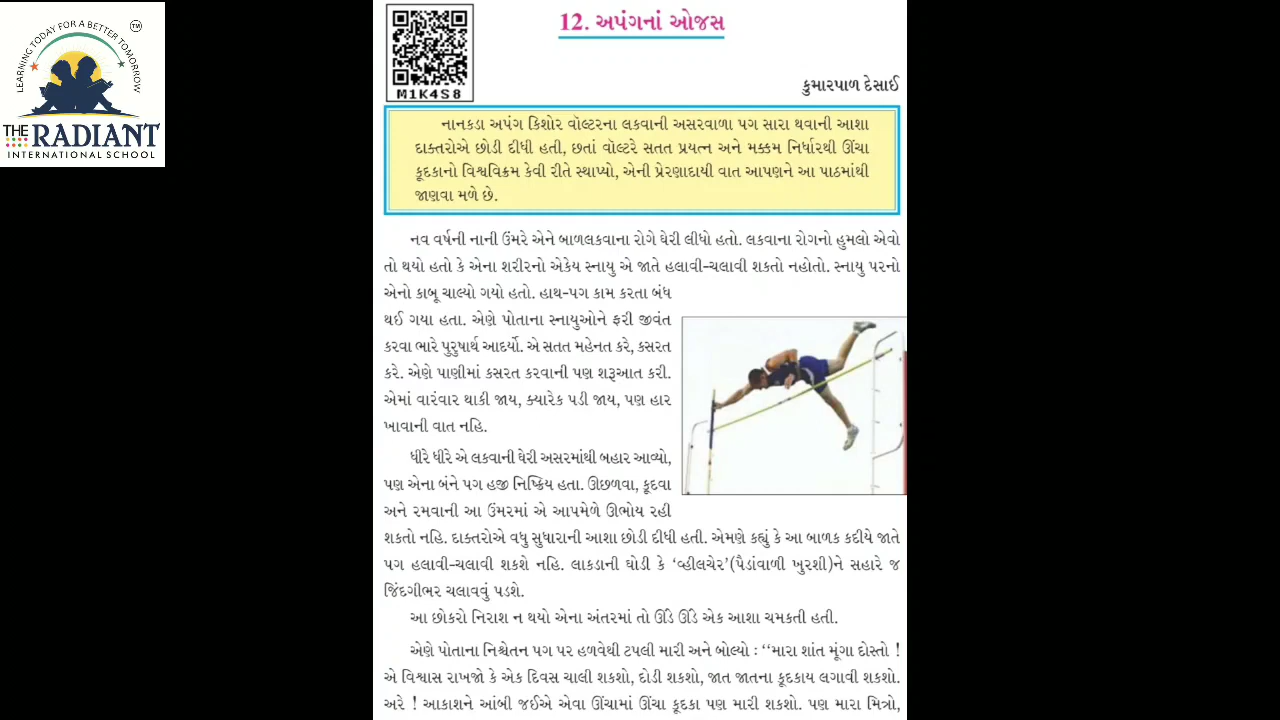 LEARNING TODAY FOR A BETTER TOMORROW
TM
THE RADIANT
INTERNATIONAL SCHOOL
M1K4S8
12. અપંગનાં ઓજસ
કુમારપાળ દેસાઈ
નાનકડા અપંગ કિશોર વૉલ્ટરના લકવાની અસરવાળા પગ સારા થવાની આશા
દાક્તરોએ છોડી દીધી હતી, છતાં વૉલ્ટરે સતત પ્રયત્ન અને મક્કમ નિર્ધારથી ઊંચા
કૂદકાનો વિશ્વવિક્રમ કેવી રીતે સ્થાપ્યો, એની પ્રેરણાદાયી વાત આપણને આ પાઠમાંથી
જાણવા મળે છે.
નવ વર્ષની નાની ઉંમરે એને બાળલકવાના રોગે ઘેરી લીધો હતો. લકવાના રોગનો હુમલો એવો
તો થયો હતો કે એના શરીરનો એકેય સ્નાયુ એ જાતે હલાવી-ચલાવી શકતો નહોતો. સ્નાયુ પરનો
એનો કાબૂ ચાલ્યો ગયો હતો. હાથ-પગ કામ કરતા બંધ
થઈ ગયા હતા. એણે પોતાના સ્નાયુઓને ફરી જીવંત
કરવા ભારે પુરુષાર્થ આદર્યો. એ સતત મહેનત કરે, કસરત
કરે. એણે પાણીમાં કસરત કરવાની પણ શરૂઆત કરી.
એમાં વારંવાર થાકી જાય, ક્યારેક પડી જાય, પણ હાર
ખાવાની વાત નહિ.
ધીરે ધીરે એ લકવાની ઘેરી અસરમાંથી બહાર આવ્યો,
પણ એના બંને પગ હજી નિષ્ક્રિય હતા. ઊછળવા, કૂદવા
અને રમવાની આ ઉંમરમાં એ આપમેળે ઊભોય રહી
શકતો નહિ. દાક્તરોએ વધુ સુધારાની આશા છોડી દીધી હતી. એમણે કહ્યું કે આ બાળક કદીયે જાતે
પગ હલાવી-ચલાવી શકશે નહિ. લાકડાની ઘોડી કે ‘વ્હીલચેર’(પૈડાંવાળી ખુરશી)ને સહારે જ
જિંદગીભર ચલાવવું પડશે.
આ છોકરો નિરાશ ન થયો એના અંતરમાં તો ઊંડે ઊંડે એક આશા ચમકતી હતી.
એણે પોતાના નિશ્ચેતન પગ પર હળવેથી ટપલી મારી અને બોલ્યો : ‘‘મારા શાંત મૂંગા દોસ્તો !
એ વિશ્વાસ રાખજો કે એક દિવસ ચાલી શકશો, દોડી શકશો, જાત જાતના કૂદકાય લગાવી શકશો.
અરે ! આકાશને આંબી જઈએ એવા ઊંચામાં ઊંચા કૂદકા પણ મારી શકશો. પણ મારા મિત્રો,